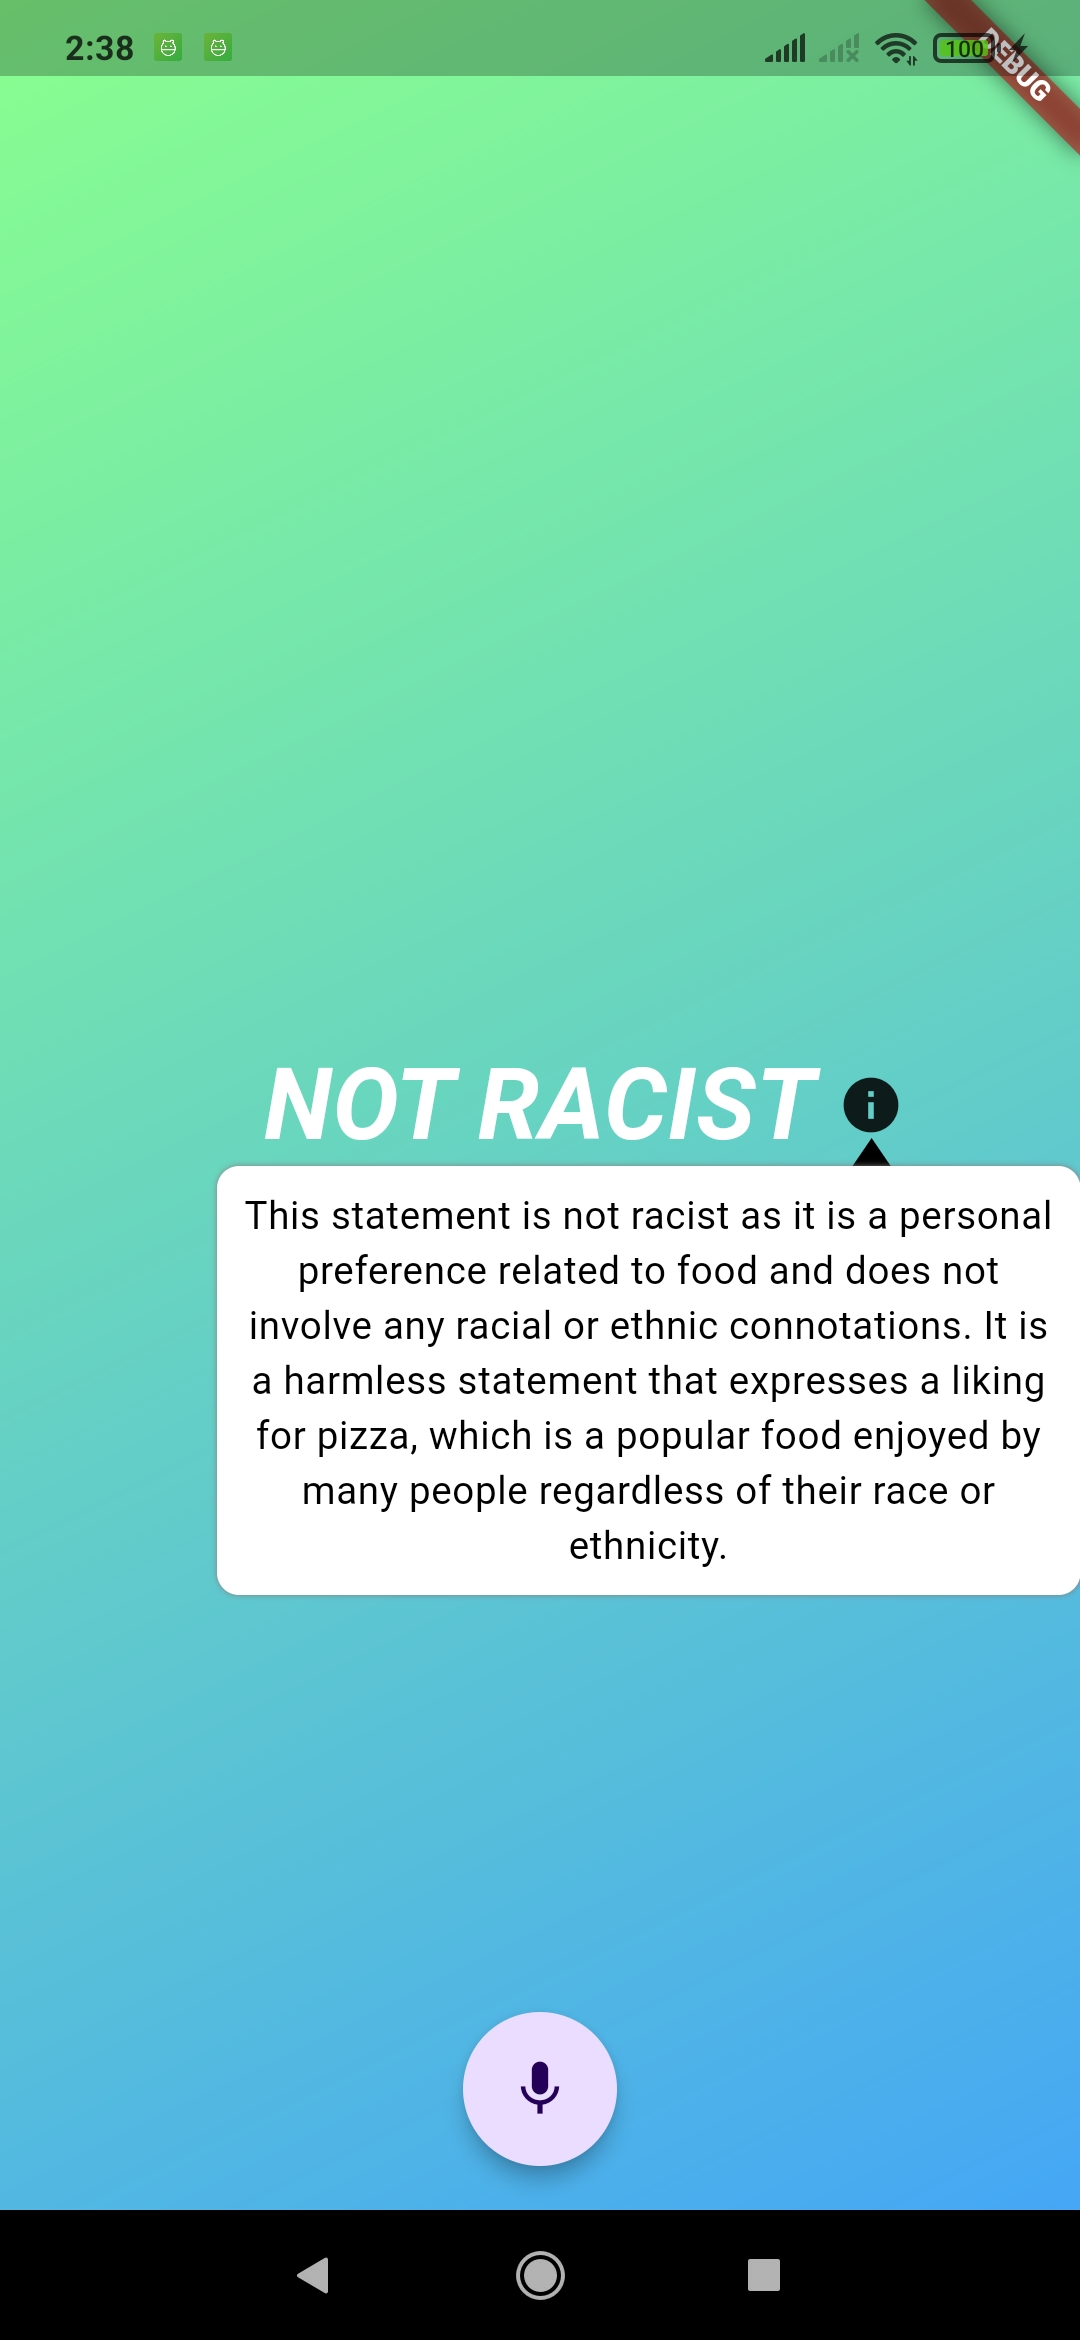 2:38
100
DEBUG
NOT RACIST
This statement is not racist as it is a personal
preference related to food and does not
involve any racial or ethnic connotations. It is
a harmless statement that expresses a liking
for pizza, which is a popular food enjoyed by
many people regardless of their race or
ethnicity.